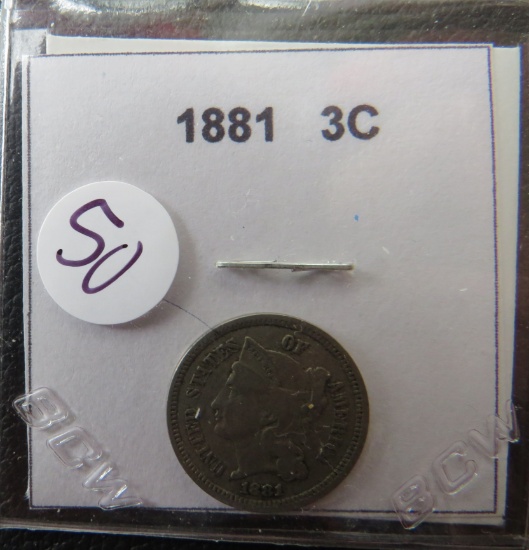 1881 3C
50
UNITED STATES OF AMERICA
1881
BCW
BCW